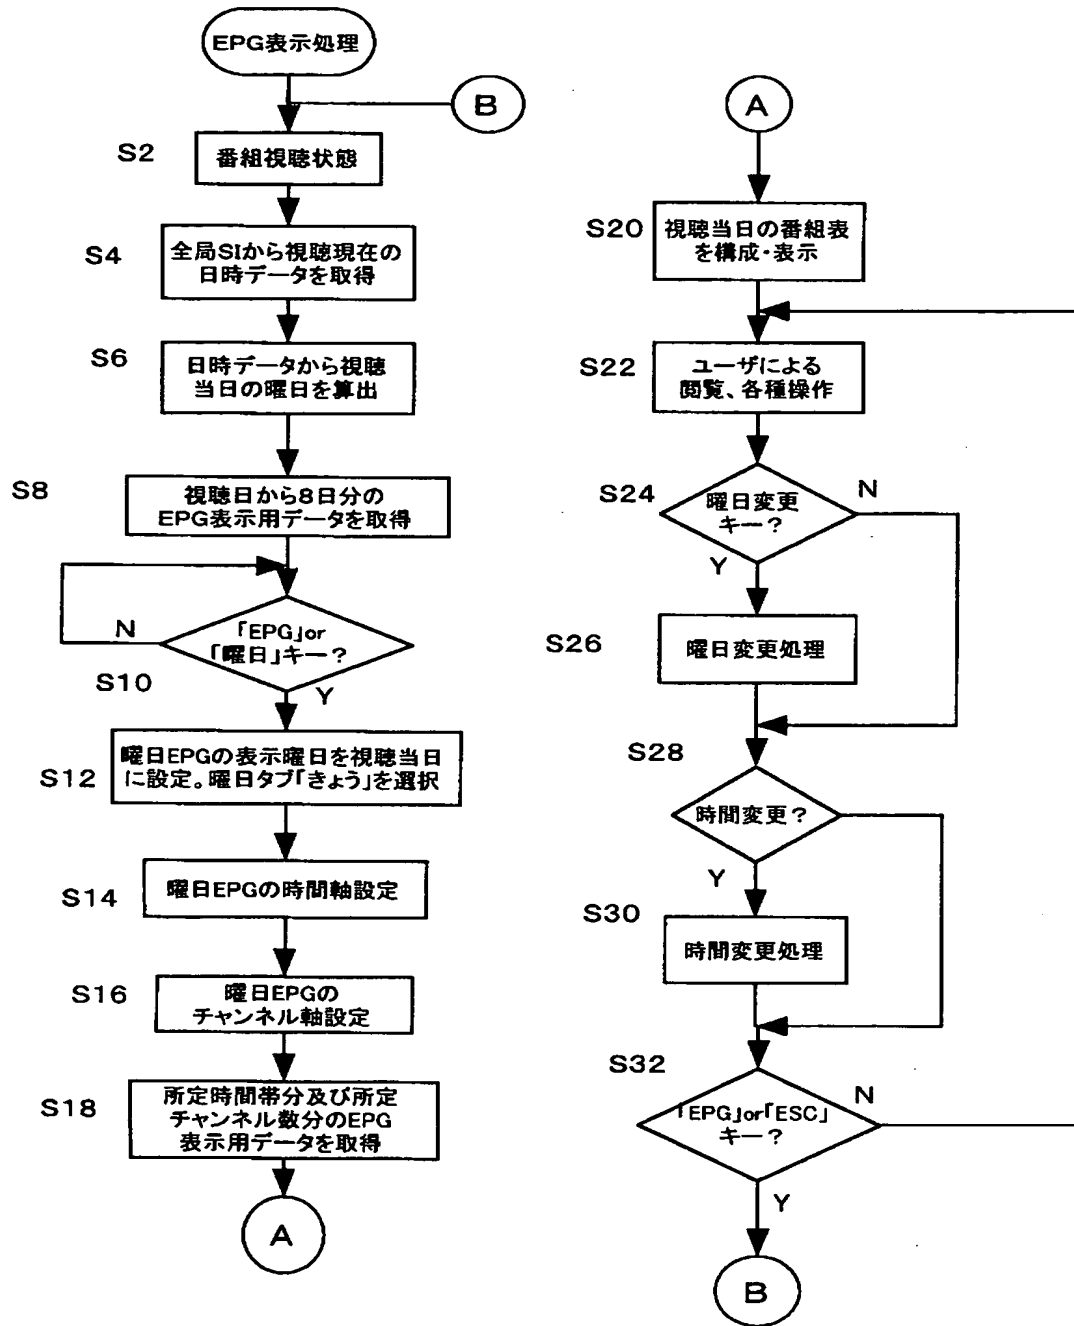 EPG表示処理
B
S2
番組視聴状態
S4
全局SIから視聴現在の
日時データを取得
S6
日時データから視聴
当日の曜日を算出
S8
視聴日から8日分の
EPG表示用データを取得
「EPG」or
「曜日」キー?
N
S10
Y
S12
曜日EPGの表示曜日を視聴当日
に設定。曜日タブ「きょう」を選択
S14
曜日EPGの時間軸設定
S16
曜日EPGの
チャンネル軸設定
S18
所定時間帯分及び所定
チャンネル数分のEPG
表示用データを取得
A
A
S20
視聴当日の番組表
を構成・表示
S22
ユーザによる
閲覧、各種操作
S24
曜日変更
キー?
N
Y
S26
曜日変更処理
S28
時間変更?
Y
S30
時間変更処理
S32
「EPG」or「ESC」
キー?
N
Y
B